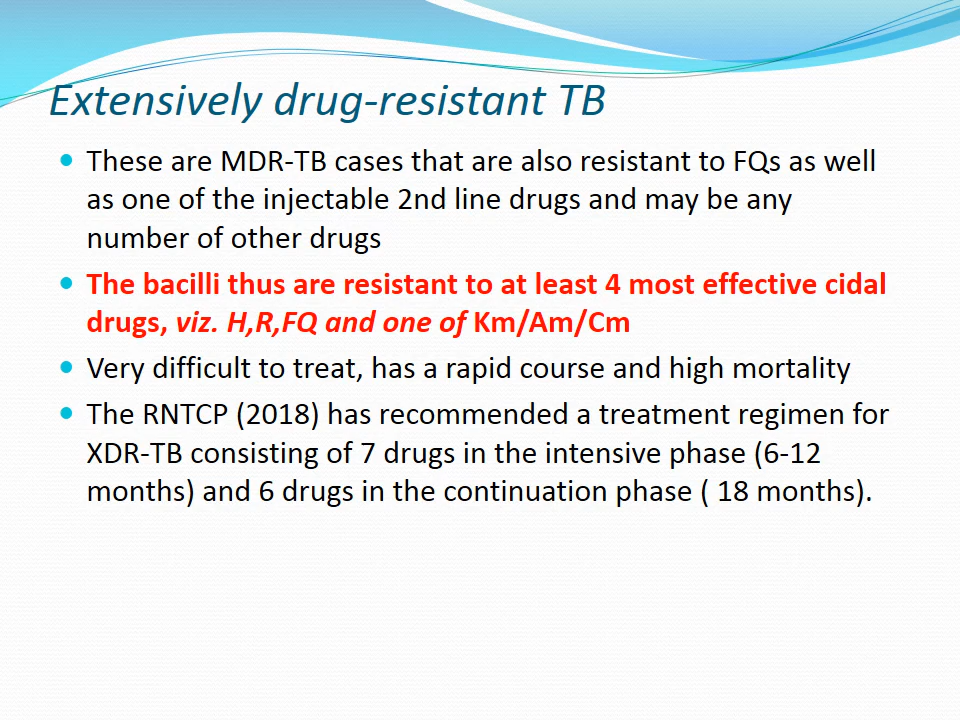 Extensively drug-resistant TB
These are MDR-TB cases that are also resistant to FQs as well
as one of the injectable 2nd line drugs and may be any
number of other drugs
The bacilli thus are resistant to at least 4 most effective cidal
drugs, viz. H,R,FQ and one of Km/Am/Cm
Very difficult to treat, has a rapid course and high mortality
The RNTCP (2018) has recommended a treatment regimen for
XDR-TB consisting of 7 drugs in the intensive phase (6-12
months) and 6 drugs in the continuation phase ( 18 months).